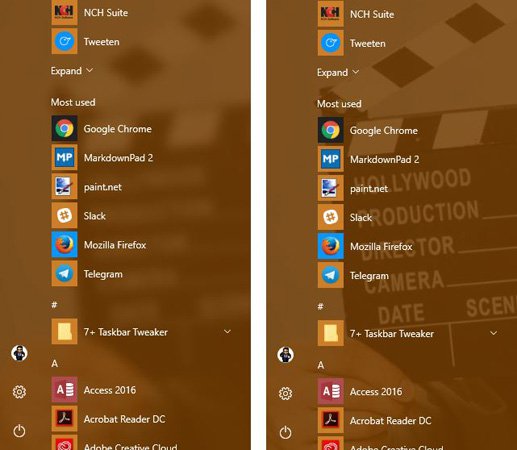 NCH Suite
Tweeten
Expand
Most used
Google Chrome
MarkdownPad 2
paint.net
Slack
Mozilla Firefox
Telegram
#
7+ Taskbar Tweaker
A
Access 2016
Acrobat Reader DC
Adobe Creative Cloud
NCH Suite
Tweeten
Expand
Most used
Google Chrome
MarkdownPad 2
paint.net
Slack
Mozilla Firefox
Telegram
#
7+ Taskbar Tweaker
A
Access 2016
Acrobat Reader DC
Adobe Creative Cloud
NCH
MP
A
NCH
MP
A
HOLLYWOOD
PRODUCTION
DIRECTOR
CAMERA
DATE SCEN